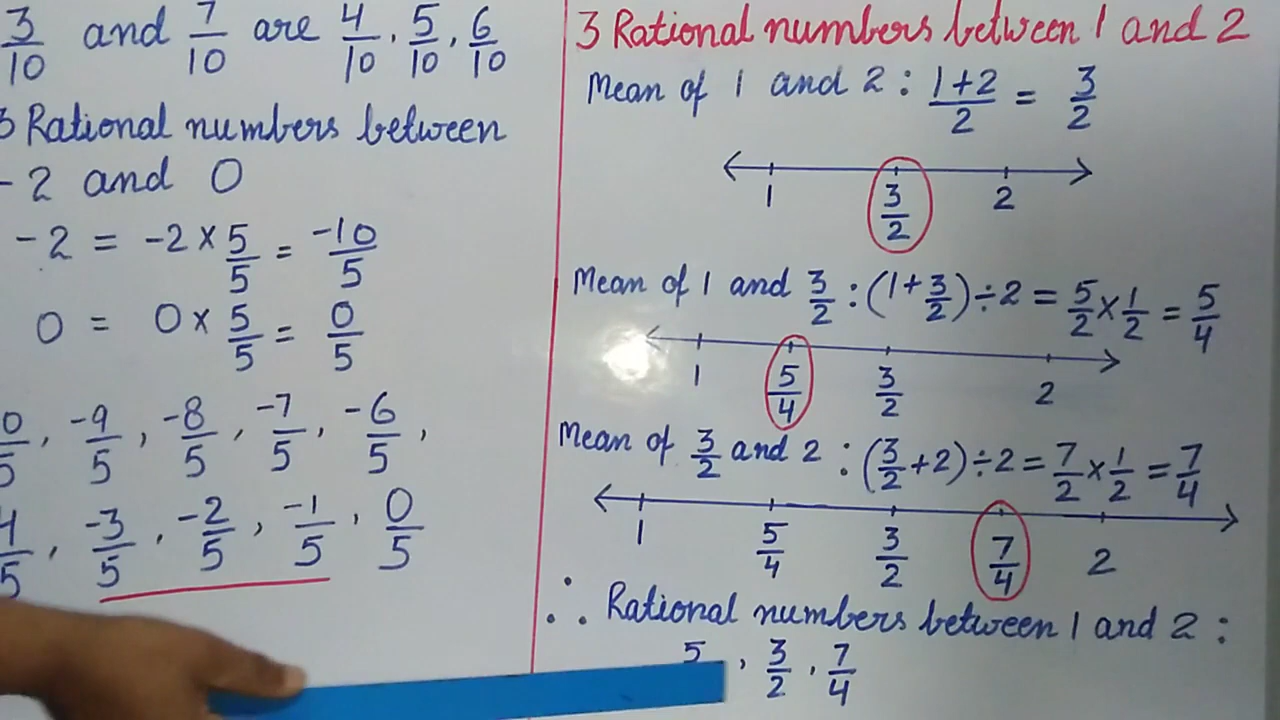 3/10 and 7/10 are 4/10, 5/10, 6/10
3 Rational numbers between
-2 and 0
-2 = -2 × 5/5 = -10/5
0 = 0 × 5/5 = 0/5
0/5, -9/5, -8/5, -7/5, -6/5,
4/5, -3/5, -2/5, -1/5, 0/5
3 Rational numbers between 1 and 2
Mean of 1 and 2 : (1+2)/2 = 3/2
1 3/2 2
Mean of 1 and 3/2 : (1+3/2)÷2 = 5/2 × 1/2 = 5/4
1 5/4 3/2 2
Mean of 3/2 and 2 : (3/2+2)÷2 = 7/2 × 1/2 = 7/4
1 5/4 3/2 7/4 2
∴ Rational numbers between 1 and 2 :
5 , 3/2 , 7/4